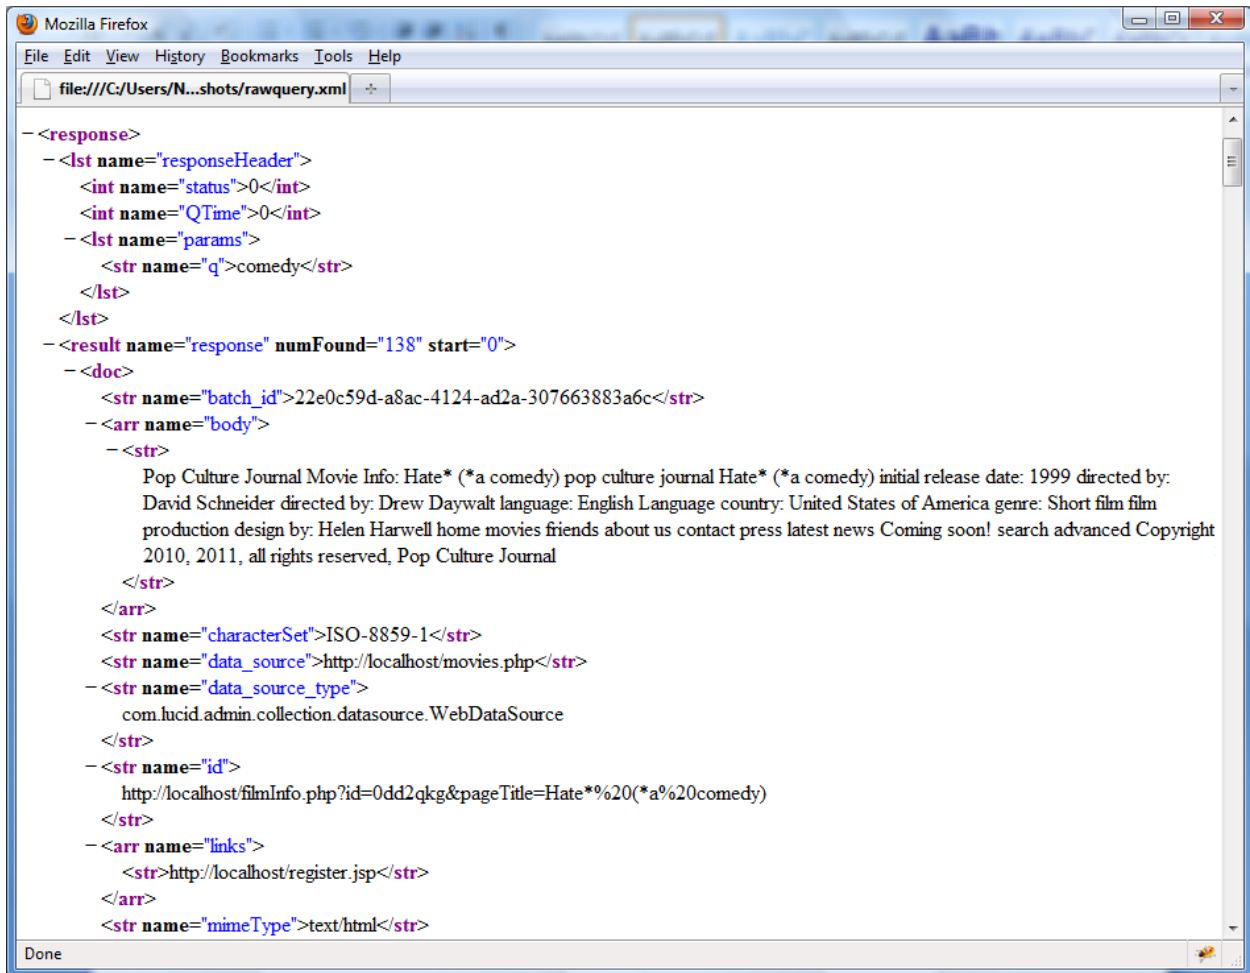 Mozilla Firefox
File Edit View History Bookmarks Tools Help
file:///C:/Users/N...shots/rawquery.xml
− <response>
− <lst name="responseHeader">
<int name="status">0</int>
<int name="QTime">0</int>
− <lst name="params">
<str name="q">comedy</str>
</lst>
</lst>
− <result name="response" numFound="138" start="0">
− <doc>
<str name="batch_id">22e0c59d-a8ac-4124-ad2a-307663883a6c</str>
− <arr name="body">
− <str>
Pop Culture Journal Movie Info: Hate* (*a comedy) pop culture journal Hate* (*a comedy) initial release date: 1999 directed by:
David Schneider directed by: Drew Daywalt language: English Language country: United States of America genre: Short film film
production design by: Helen Harwell home movies friends about us contact press latest news Coming soon! search advanced Copyright
2010, 2011, all rights reserved, Pop Culture Journal
</str>
</arr>
<str name="characterSet">ISO-8859-1</str>
<str name="data_source">http://localhost/movies.php</str>
− <str name="data_source_type">
com.lucid.admin.collection.datasource.WebDataSource
</str>
− <str name="id">
http://localhost/filmInfo.php?id=0dd2qkg&pageTitle=Hate*%20(*a%20comedy)
</str>
− <arr name="links">
<str>http://localhost/register.jsp</str>
</arr>
<str name="mimeType">text/html</str>
Done